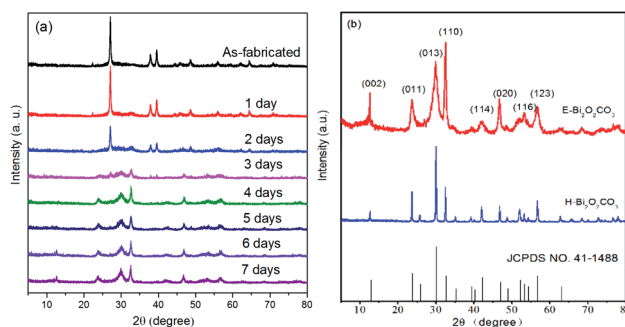 (a)
As-fabricated
1 day
2 days
3 days
4 days
5 days
6 days
7 days
Intensity (a. u.)
10 20 30 40 50 60 70 80
2θ (degree)
(b)
(110)
(013)
(002)
(011)
(020)
(123)
(114)
(116)
E-Bi2O2CO3
H-Bi2O2CO3
JCPDS NO. 41-1488
Intensity (a. u.)
10 20 30 40 50 60 70 80
2θ (degree)